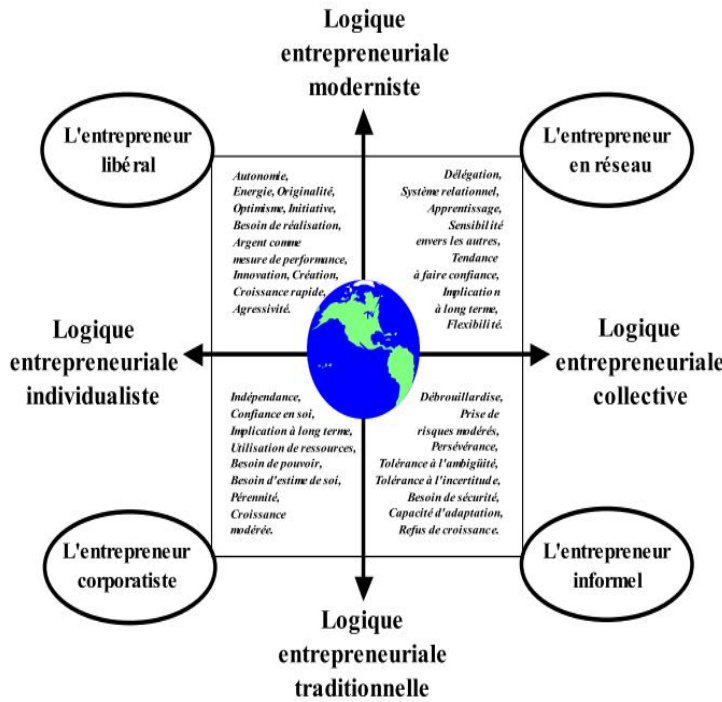 Logique
entrepreneuriale
moderniste
L'entrepreneur
libéral
L'entrepreneur
en réseau
Autonomie,
Energie, Originalité,
Optimisme, Initiative,
Besoin de réalisation,
Argent comme
mesure de performance,
Innovation, Création,
Croissance rapide,
Agressivité.
Délégation,
Système relationnel,
Apprentissage,
Sensibilité
envers les autres,
Tendance
à faire confiance,
Implication
à long terme,
Flexibilité.
Logique
entrepreneuriale
individualiste
Logique
entrepreneuriale
collective
Indépendance,
Confiance en soi,
Implication à long terme,
Utilisation de ressources,
Besoin de pouvoir,
Besoin d'estime de soi,
Pérennité,
Croissance
modérée.
Débrouillardise,
Prise de
risques modérés,
Persévérance,
Tolérance à l'ambigüité,
Tolérance à l'incertitude,
Besoin de sécurité,
Capacité d'adaptation,
Refus de croissance.
L'entrepreneur
corporatiste
L'entrepreneur
informel
Logique
entrepreneuriale
traditionnelle